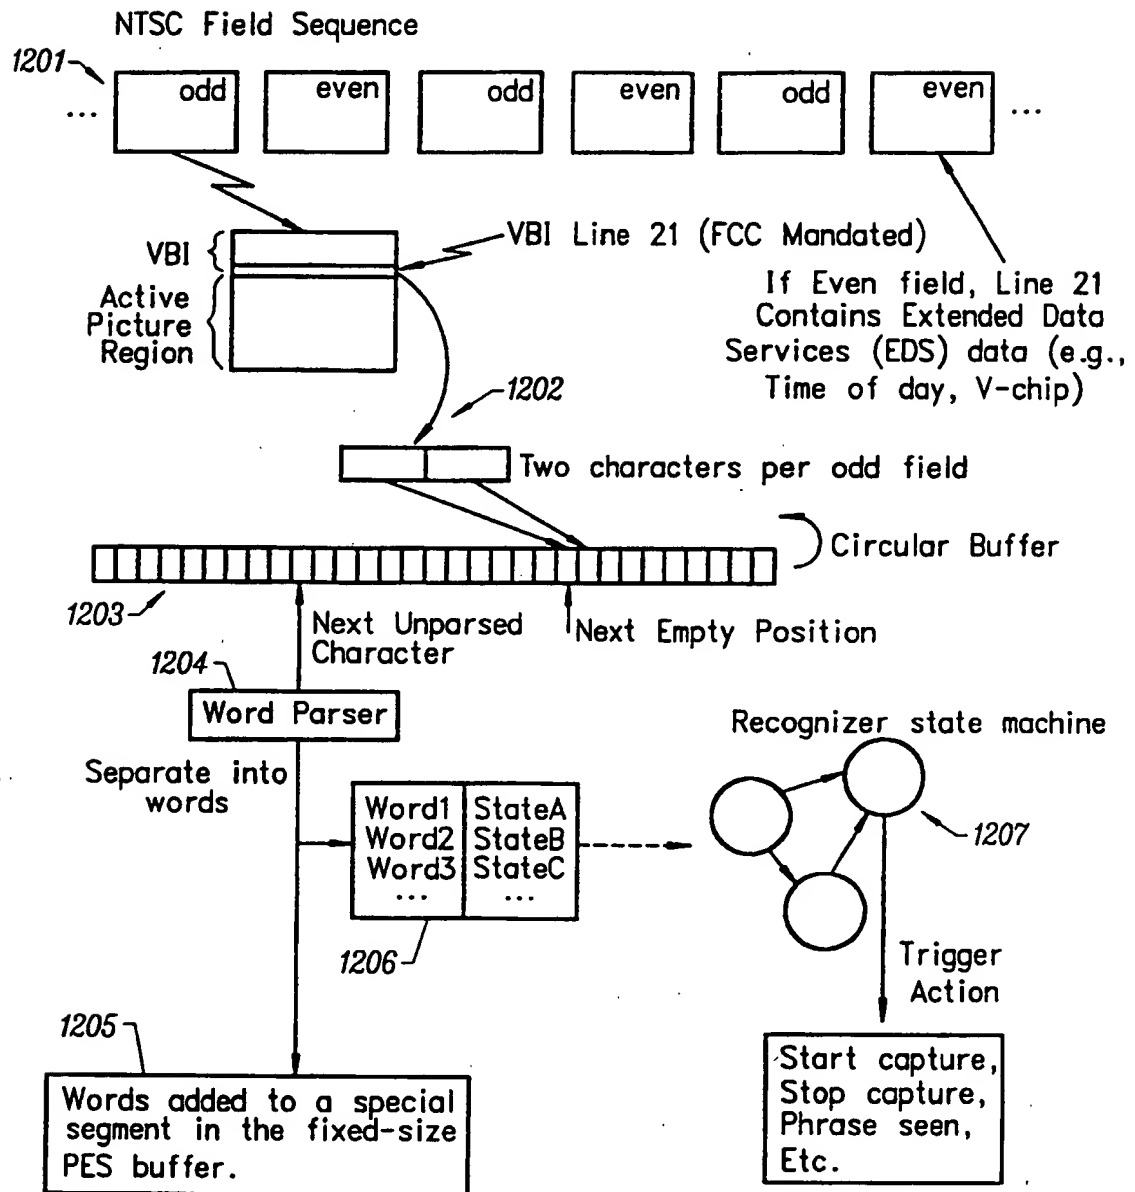 NTSC Field Sequence
1201
... odd even odd even odd even ...
VBI
VBI Line 21 (FCC Mandated)
Active
Picture
Region
If Even field, Line 21
Contains Extended Data
Services (EDS) data (e.g.,
Time of day, V-chip)
1202
Two characters per odd field
Circular Buffer
1203
Next Unparsed
Character
Next Empty Position
1204
Word Parser
Separate into
words
Recognizer state machine
Word1 StateA
Word2 StateB
Word3 StateC
... ...
1206
1207
Trigger
Action
1205
Words added to a special
segment in the fixed-size
PES buffer.
Start capture,
Stop capture,
Phrase seen,
Etc.